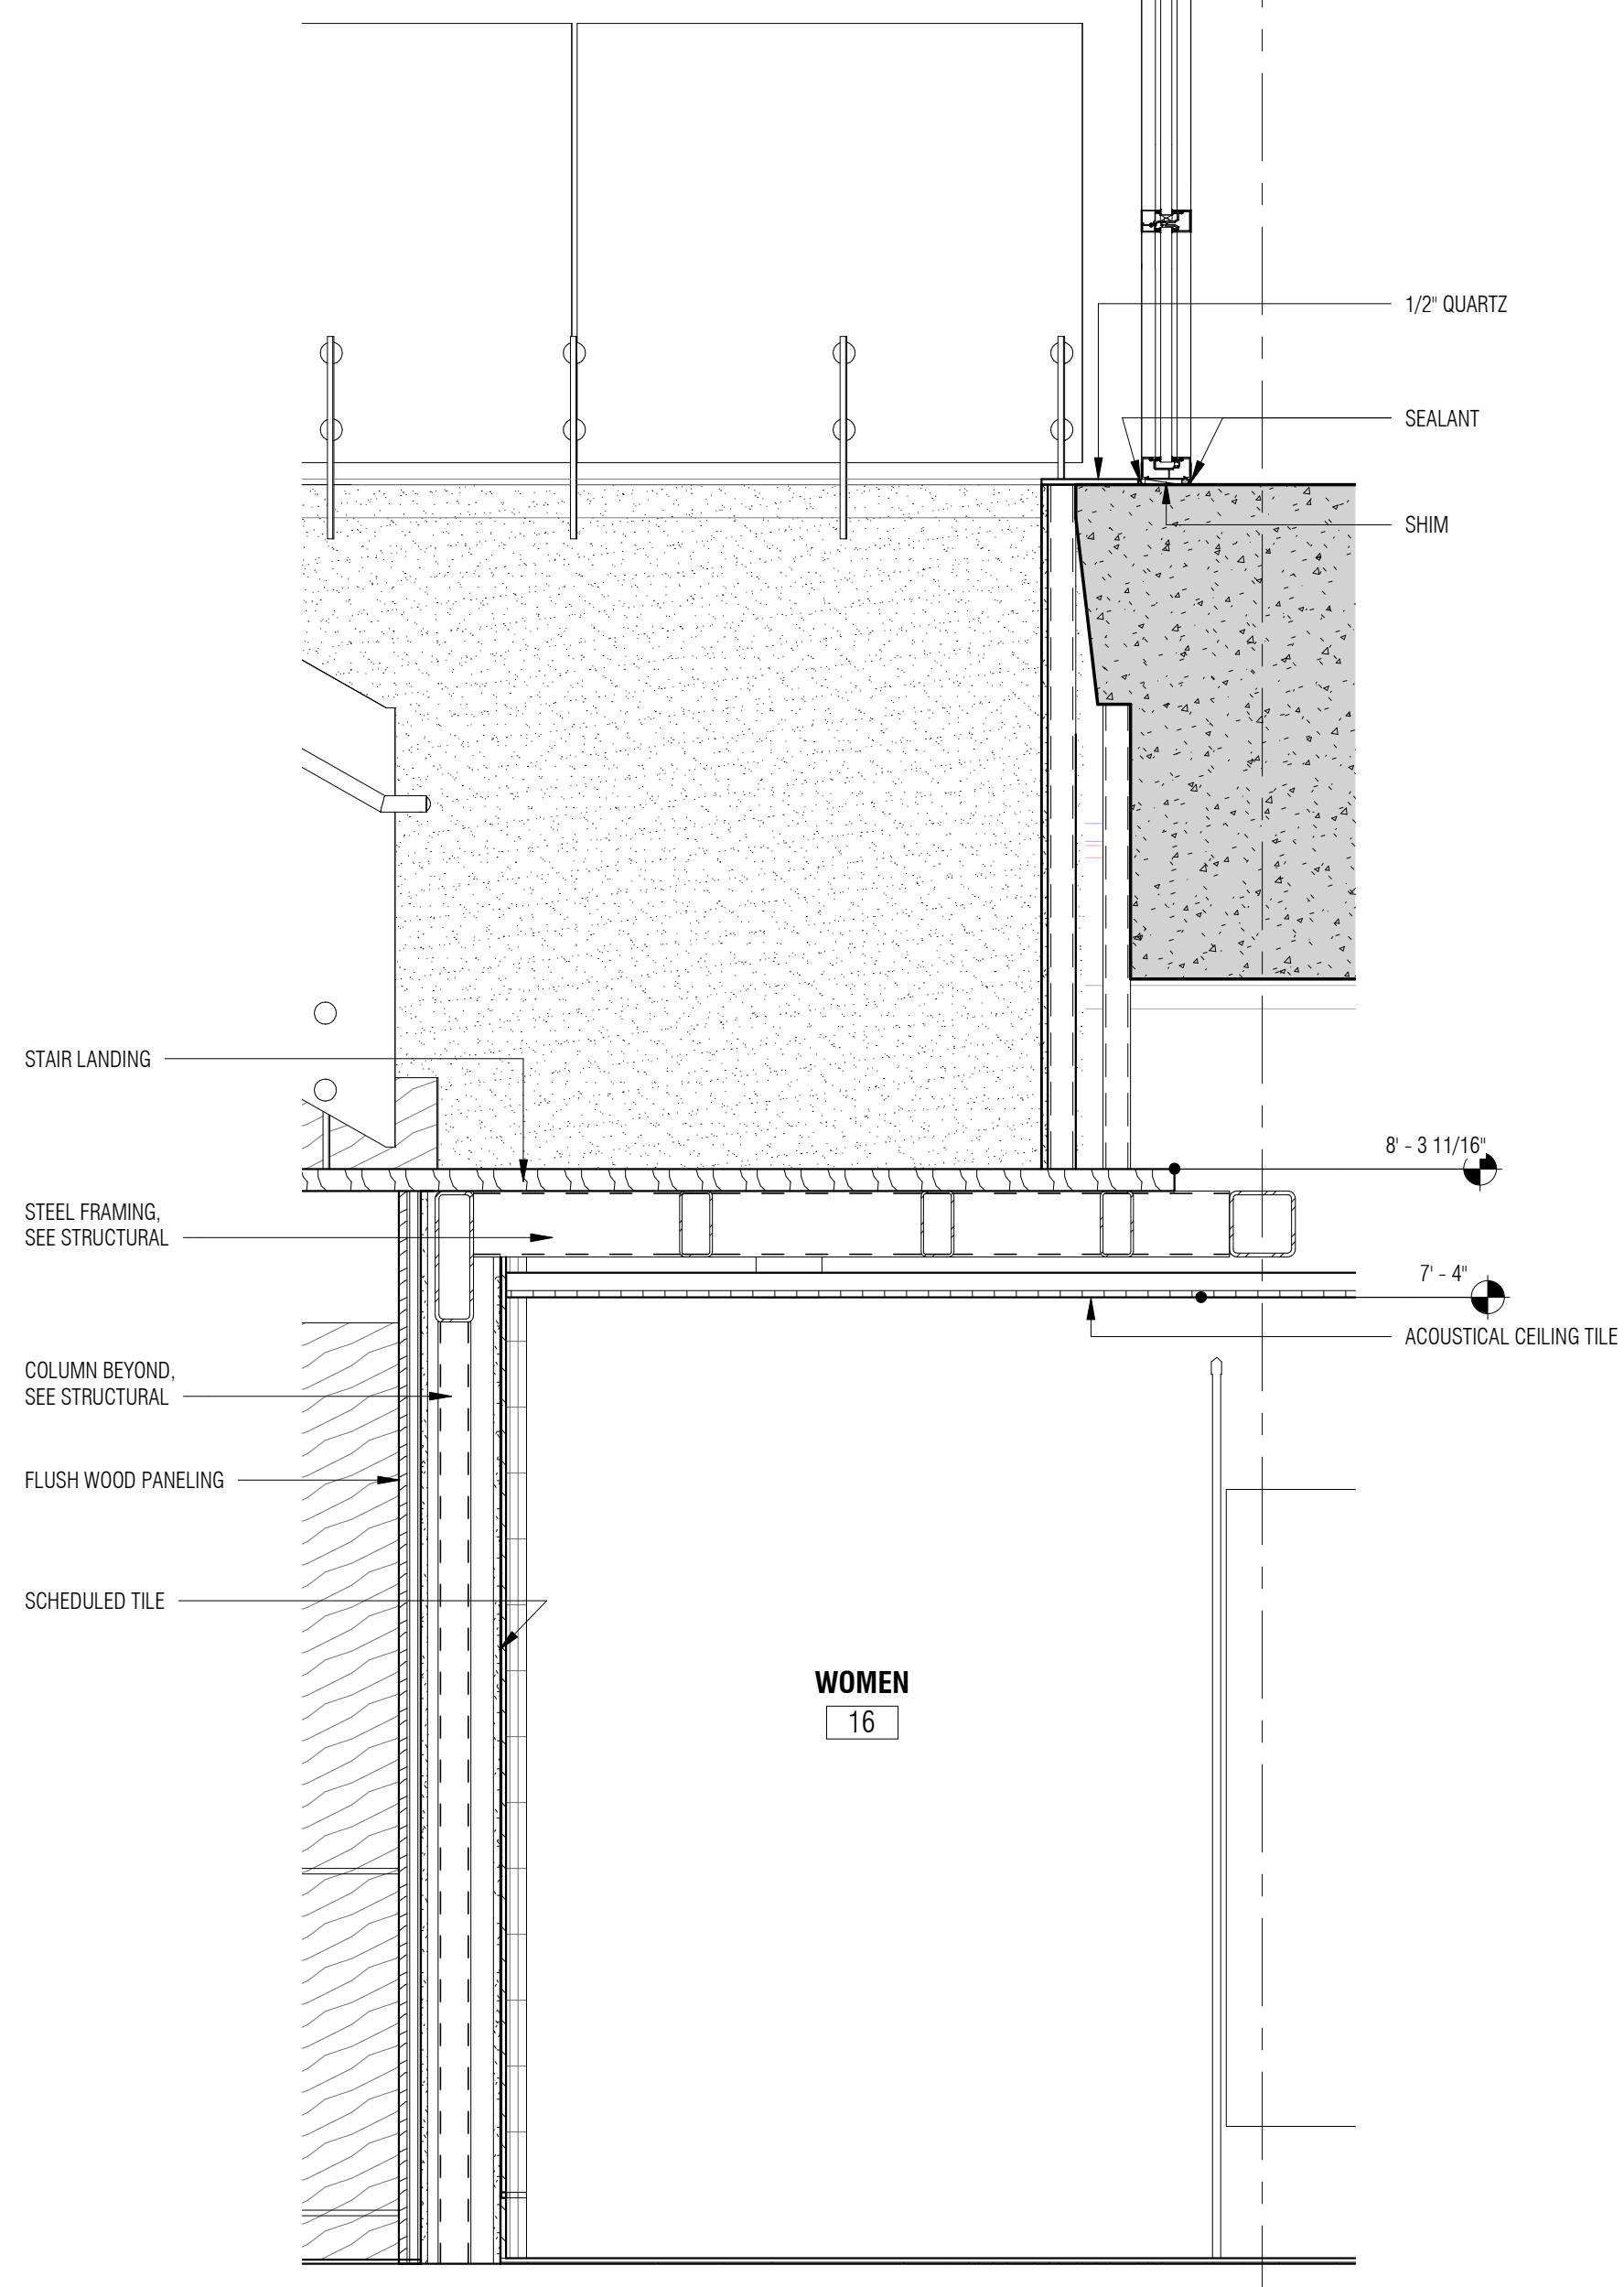 1/2" QUARTZ
SEALANT
SHIM
STAIR LANDING
8' - 3 11/16"
STEEL FRAMING,
SEE STRUCTURAL
7' - 4"
ACOUSTICAL CEILING TILE
COLUMN BEYOND,
SEE STRUCTURAL
FLUSH WOOD PANELING
SCHEDULED TILE
WOMEN
16